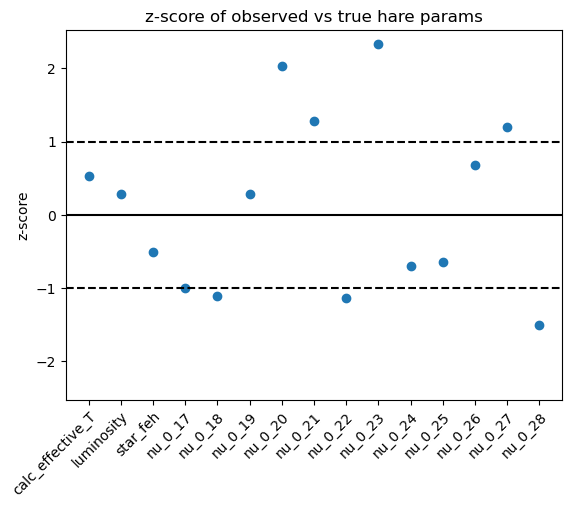 z-score of observed vs true hare params
z-score
2
1
0
−1
−2
calc_effective_T
luminosity
star_feh
nu_0_17
nu_0_18
nu_0_19
nu_0_20
nu_0_21
nu_0_22
nu_0_23
nu_0_24
nu_0_25
nu_0_26
nu_0_27
nu_0_28